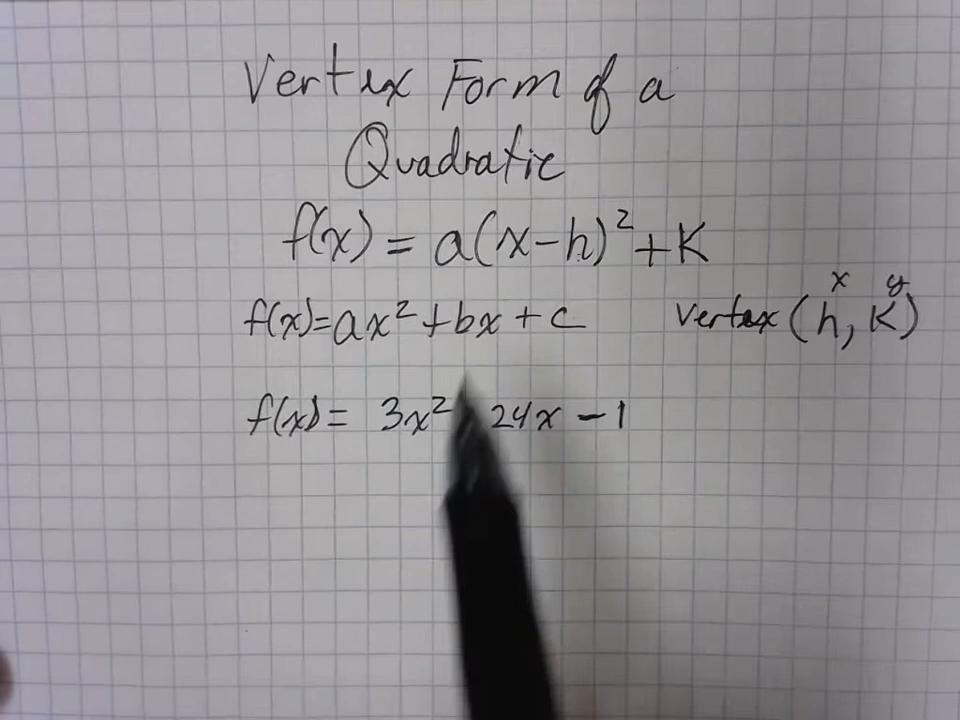 Vertex Form of a
Quadratic
f(x) = a(x-h)²+K
f(x)=ax²+bx+c vertex (h, K)
x y
f(x)= 3x² 24x -1